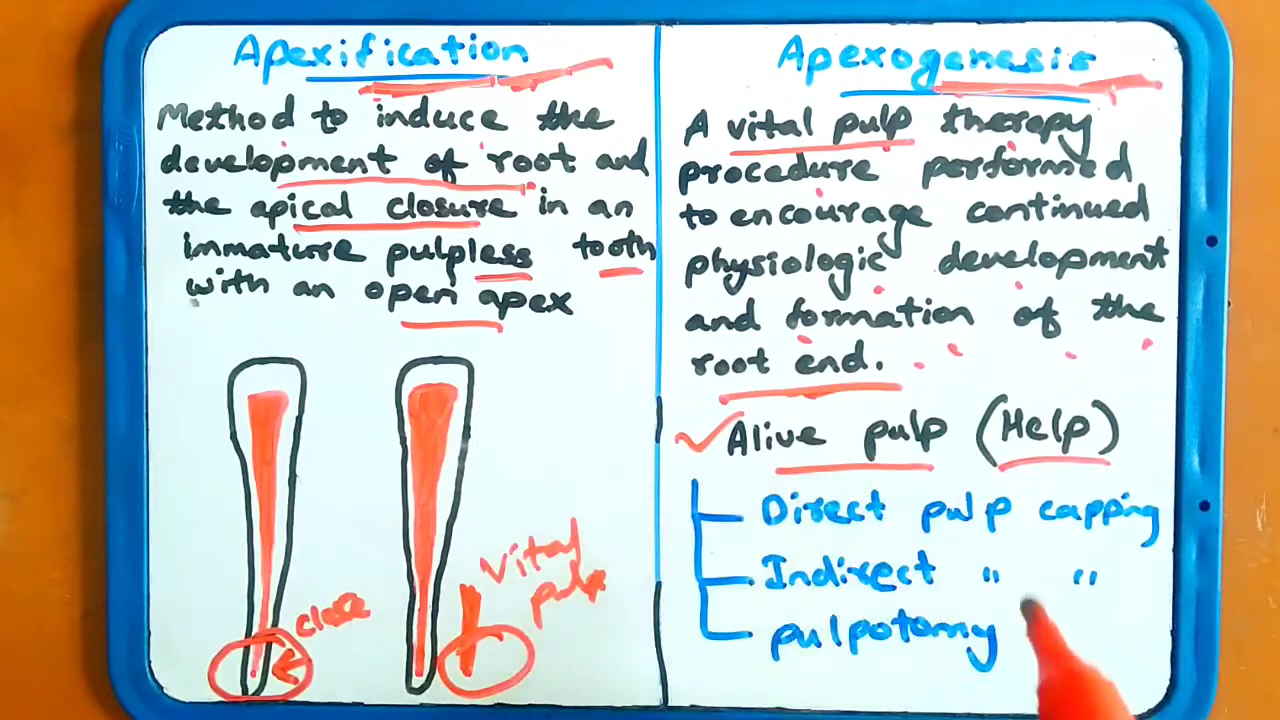 Apexification
Method to induce the
development of root and
the apical closure in an
immature pulpless tooth
with an open apex
close
Vital
pulp
Apexogenesis
A vital pulp therapy
procedure performed
to encourage continued
physiologic development
and formation of the
root end.
Alive pulp (Help)
Direct pulp capping
Indirect " "
pulpotomy